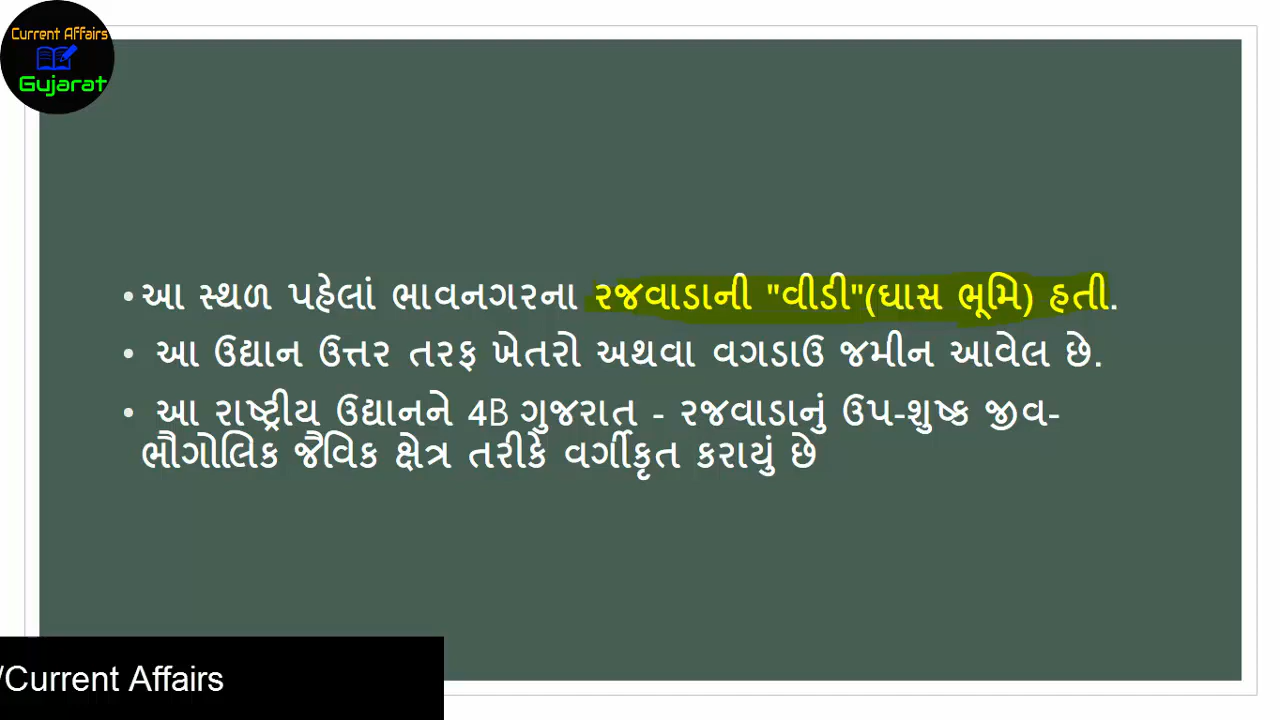 Current Affairs
Gujarat
•આ સ્થળ પહેલાં ભાવનગરના રજવાડાની "વીડી"(ઘાસ ભૂમિ) હતી.
• આ ઉદ્યાન ઉત્તર તરફ ખેતરો અથવા વગડાઉ જમીન આવેલ છે.
• આ રાષ્ટ્રીય ઉદ્યાનને 4B ગુજરાત - રજવાડાનું ઉપ-શુષ્ક જીવ-
ભૌગોલિક જૈવિક ક્ષેત્ર તરીકે વર્ગીકૃત કરાયું છે
/Current Affairs